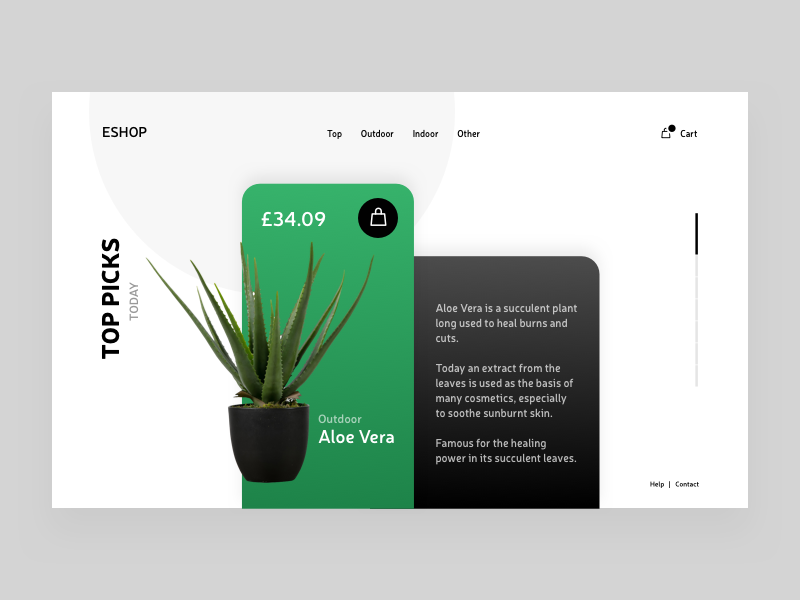 ESHOP
Top
Outdoor
Indoor
Other
Cart
TOP PICKS
TODAY
£34.09
Outdoor
Aloe Vera
Aloe Vera is a succulent plant
long used to heal burns and
cuts.
Today an extract from the
leaves is used as the basis of
many cosmetics, especially
to soothe sunburnt skin.
Famous for the healing
power in its succulent leaves.
Help | Contact